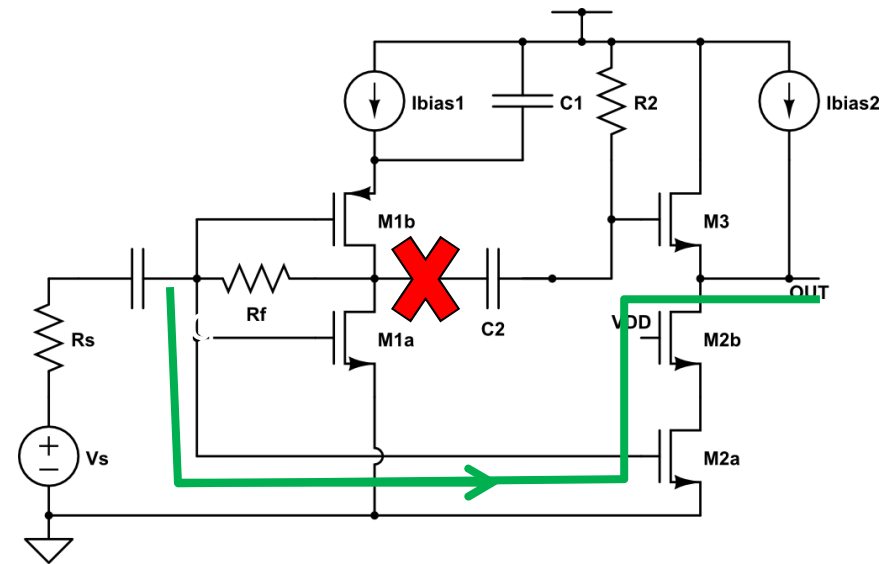 Ibias1
C1
R2
Ibias2
M1b
M3
Rf
C2
OUT
VDD
Rs
M1a
M2b
Vs
+
−
M2a